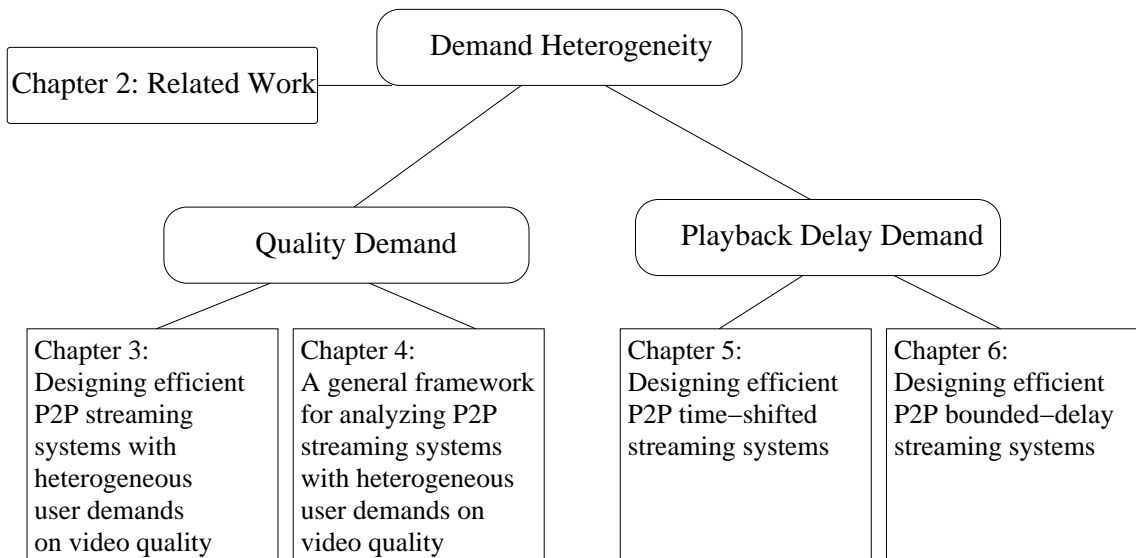 Demand Heterogeneity
Chapter 2: Related Work
Quality Demand
Playback Delay Demand
Chapter 3:
Designing efficient
P2P streaming
systems with
heterogeneous
user demands
on video quality
Chapter 4:
A general framework
for analyzing P2P
streaming systems
with heterogeneous
user demands on
video quality
Chapter 5:
Designing efficient
P2P time−shifted
streaming systems
Chapter 6:
Designing efficient
P2P bounded−delay
streaming systems